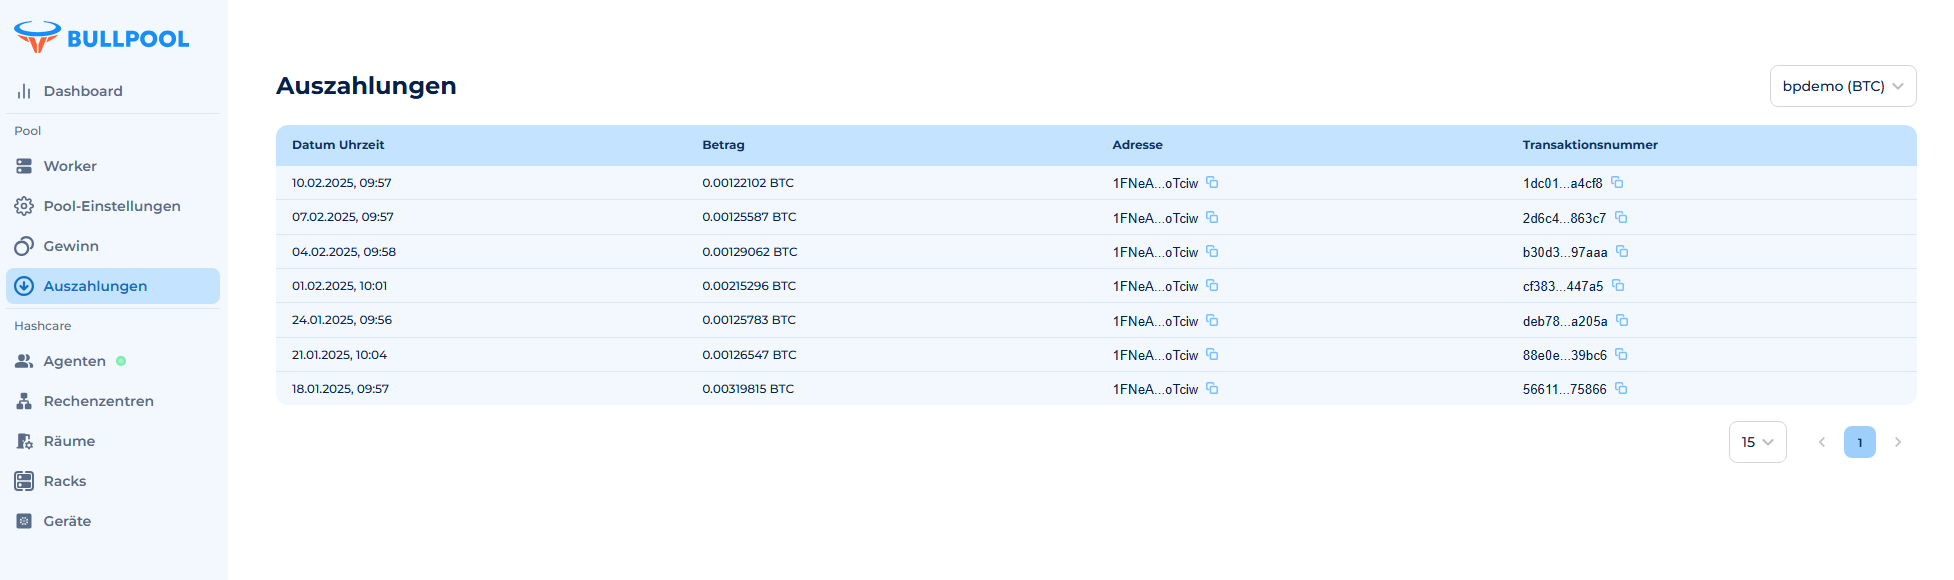 BULLPOOL
Dashboard
Pool
Worker
Pool-Einstellungen
Gewinn
Auszahlungen
Hashcare
Agenten
Rechenzentren
Räume
Racks
Geräte
Auszahlungen
bpdemo (BTC)
Datum Uhrzeit Betrag Adresse Transaktionsnummer
10.02.2025, 09:57 0.00122102 BTC 1FNeA...oTciw 1dc01...a4cf8
07.02.2025, 09:57 0.00125587 BTC 1FNeA...oTciw 2d6c4...863c7
04.02.2025, 09:58 0.00129062 BTC 1FNeA...oTciw b30d3...97aaa
01.02.2025, 10:01 0.00215296 BTC 1FNeA...oTciw cf383...447a5
24.01.2025, 09:56 0.00125783 BTC 1FNeA...oTciw deb78...a205a
21.01.2025, 10:04 0.00126547 BTC 1FNeA...oTciw 88e0e...39bc6
18.01.2025, 09:57 0.00319815 BTC 1FNeA...oTciw 56611...75866
15 1